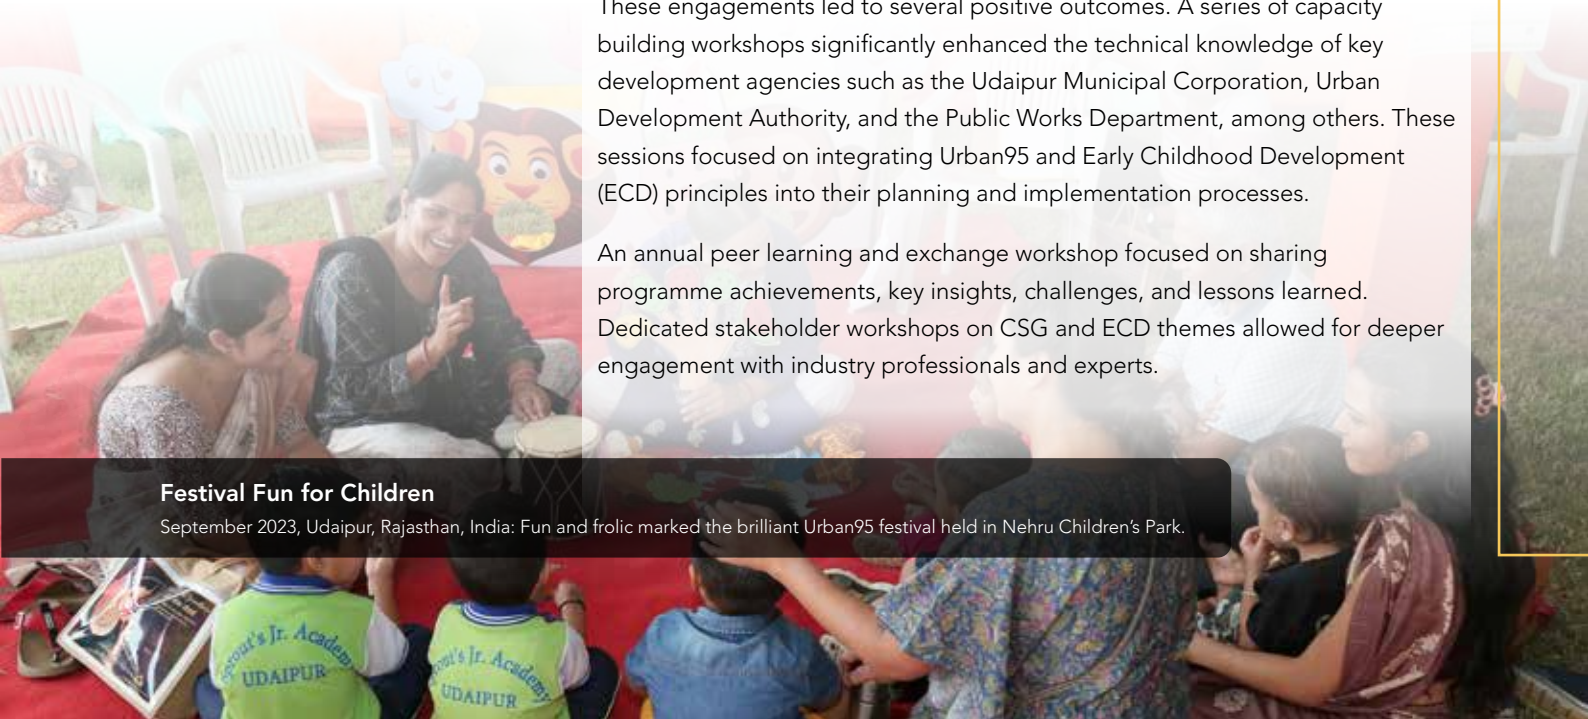 These engagements led to several positive outcomes. A series of capacity
building workshops significantly enhanced the technical knowledge of key
development agencies such as the Udaipur Municipal Corporation, Urban
Development Authority, and the Public Works Department, among others. These
sessions focused on integrating Urban95 and Early Childhood Development
(ECD) principles into their planning and implementation processes.
An annual peer learning and exchange workshop focused on sharing
programme achievements, key insights, challenges, and lessons learned.
Dedicated stakeholder workshops on CSG and ECD themes allowed for deeper
engagement with industry professionals and experts.
Festival Fun for Children
September 2023, Udaipur, Rajasthan, India: Fun and frolic marked the brilliant Urban95 festival held in Nehru Children's Park.
Jr. Academy
UDAIPUR
Jr. Academy
UDAIPUR